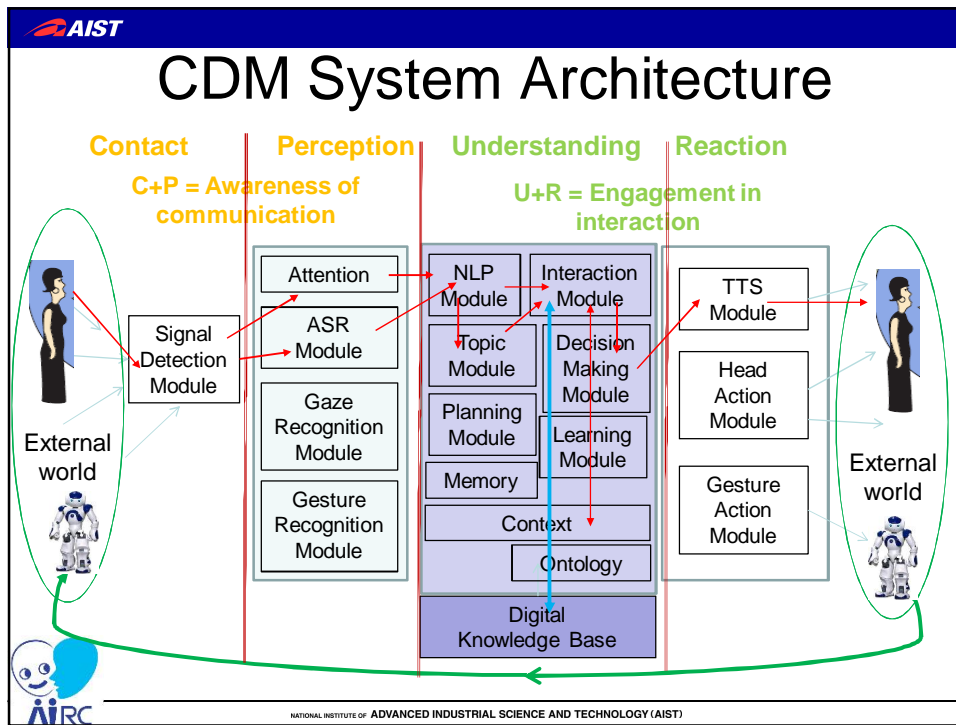 AIST
CDM System Architecture
Contact
Perception
Understanding
Reaction
C+P = Awareness of
communication
U+R = Engagement in
interaction
External
world
Signal
Detection
Module
Attention
ASR
Module
Gaze
Recognition
Module
Gesture
Recognition
Module
NLP
Module
Interaction
Module
Topic
Module
Decision
Making
Module
Planning
Module
Learning
Module
Memory
Context
Ontology
Digital
Knowledge Base
TTS
Module
Head
Action
Module
Gesture
Action
Module
External
world
AIRC
NATIONAL INSTITUTE OF ADVANCED INDUSTRIAL SCIENCE AND TECHNOLOGY (AIST)